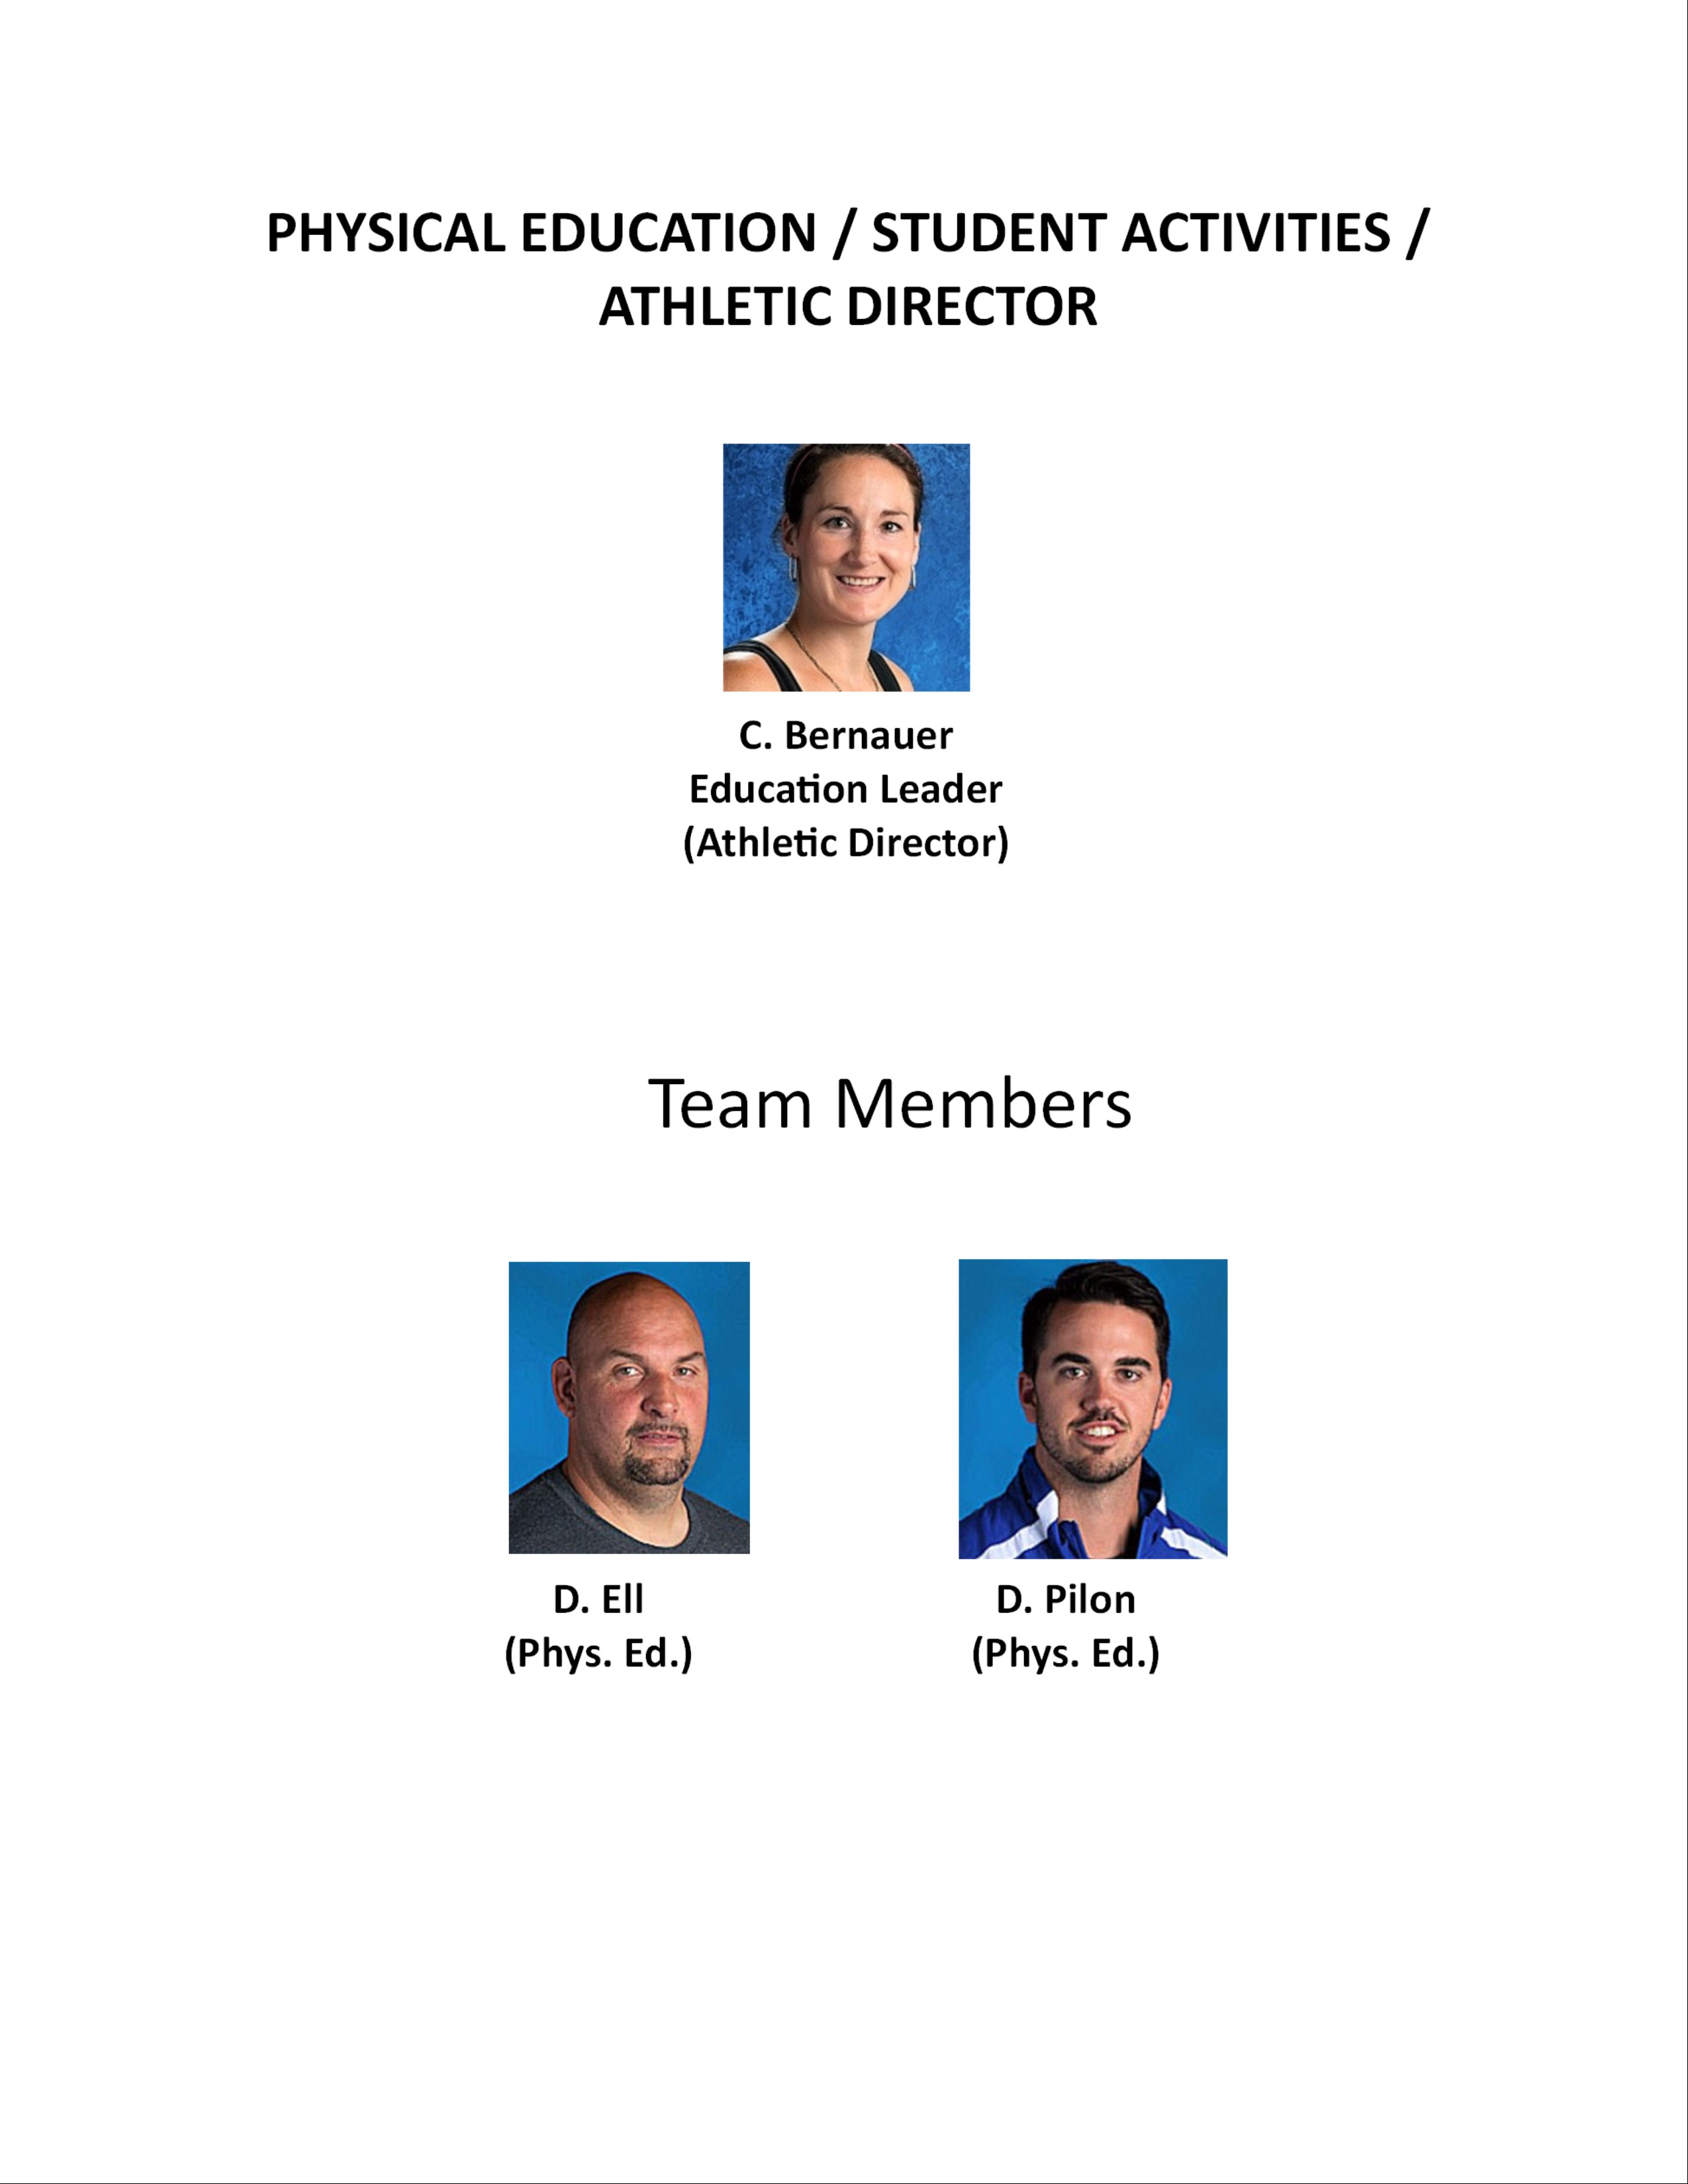 PHYSICAL EDUCATION / STUDENT ACTIVITIES /
ATHLETIC DIRECTOR
C. Bernauer
Education Leader
(Athletic Director)
Team Members
D. Ell
(Phys. Ed.)
D. Pilon
(Phys. Ed.)